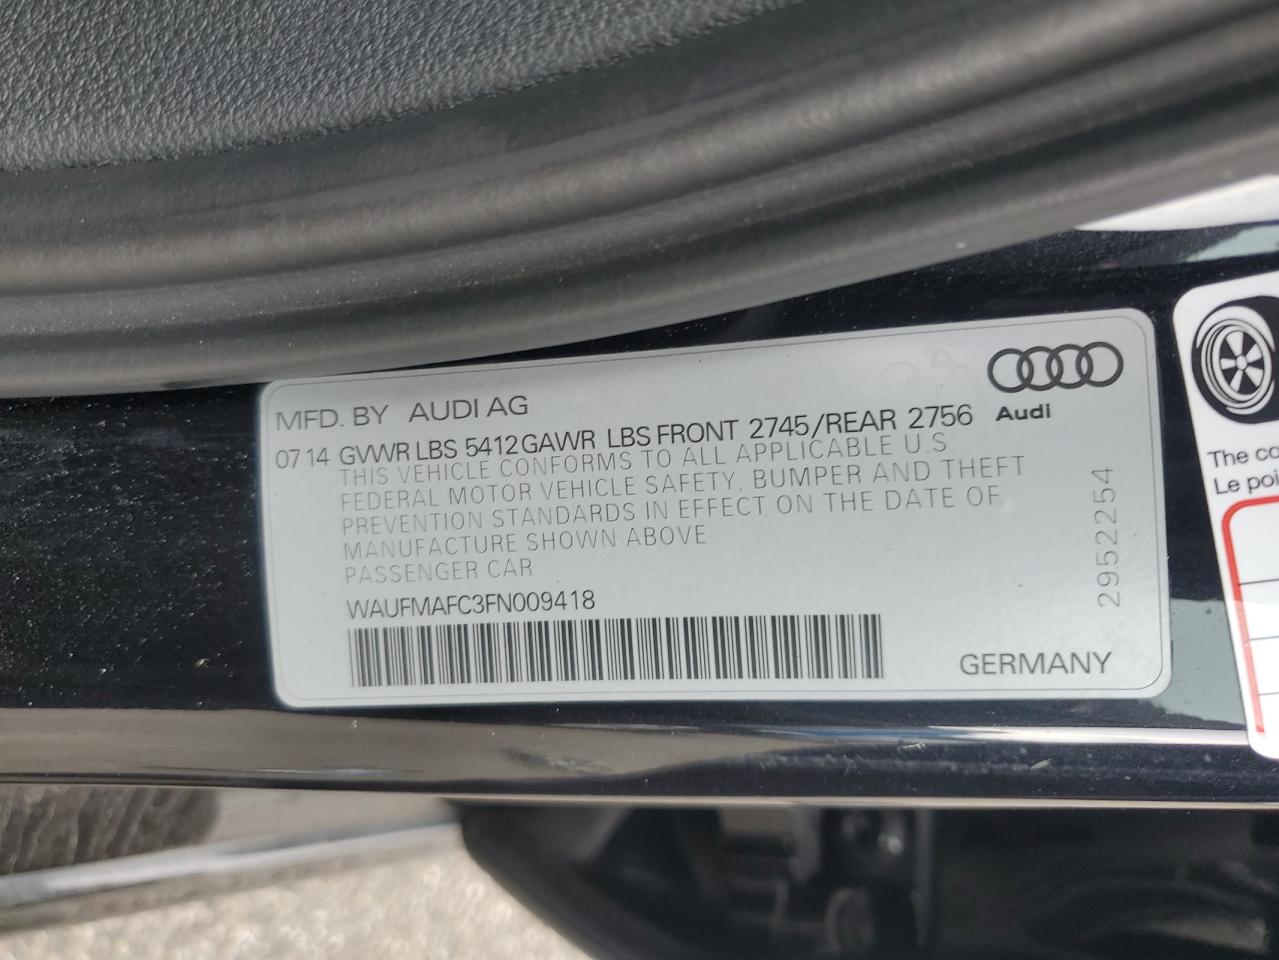 MFD. BY AUDI AG
07 14 GVWR LBS 5412 GAWR LBS FRONT 2745/REAR 2756
THIS VEHICLE CONFORMS TO ALL APPLICABLE U.S.
FEDERAL MOTOR VEHICLE SAFETY, BUMPER AND THEFT
PREVENTION STANDARDS IN EFFECT ON THE DATE OF
MANUFACTURE SHOWN ABOVE
PASSENGER CAR
WAUFMAFC3FN009418
GERMANY
Audi
2952254
The co
Le poi